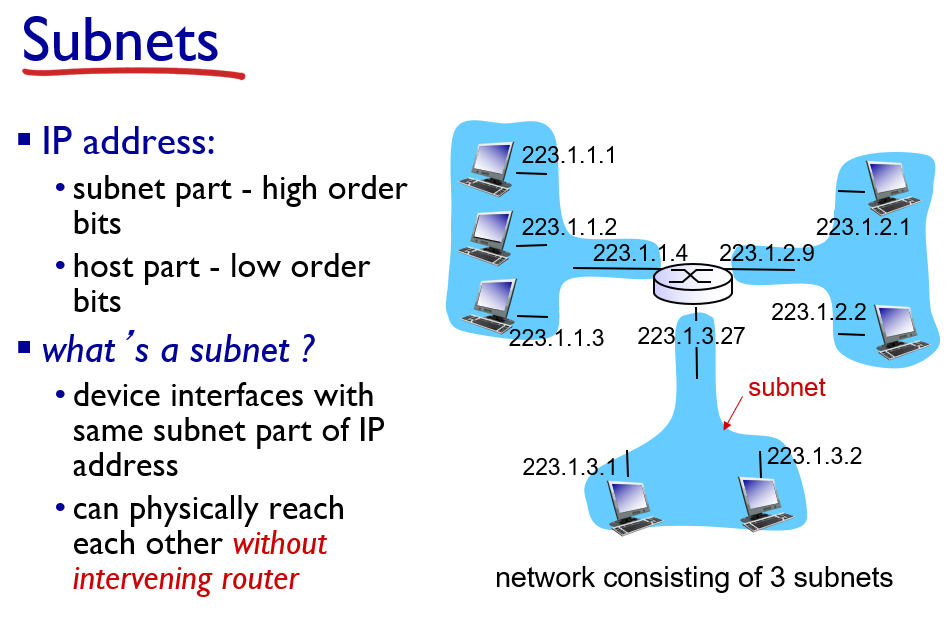 Subnets
▪ IP address:
• subnet part - high order
bits
• host part - low order
bits
▪ what’s a subnet ?
• device interfaces with
same subnet part of IP
address
• can physically reach
each other without
intervening router
223.1.1.1
223.1.1.2
223.1.1.3
223.1.1.4
223.1.2.9
223.1.2.1
223.1.2.2
223.1.3.27
subnet
223.1.3.1
223.1.3.2
network consisting of 3 subnets